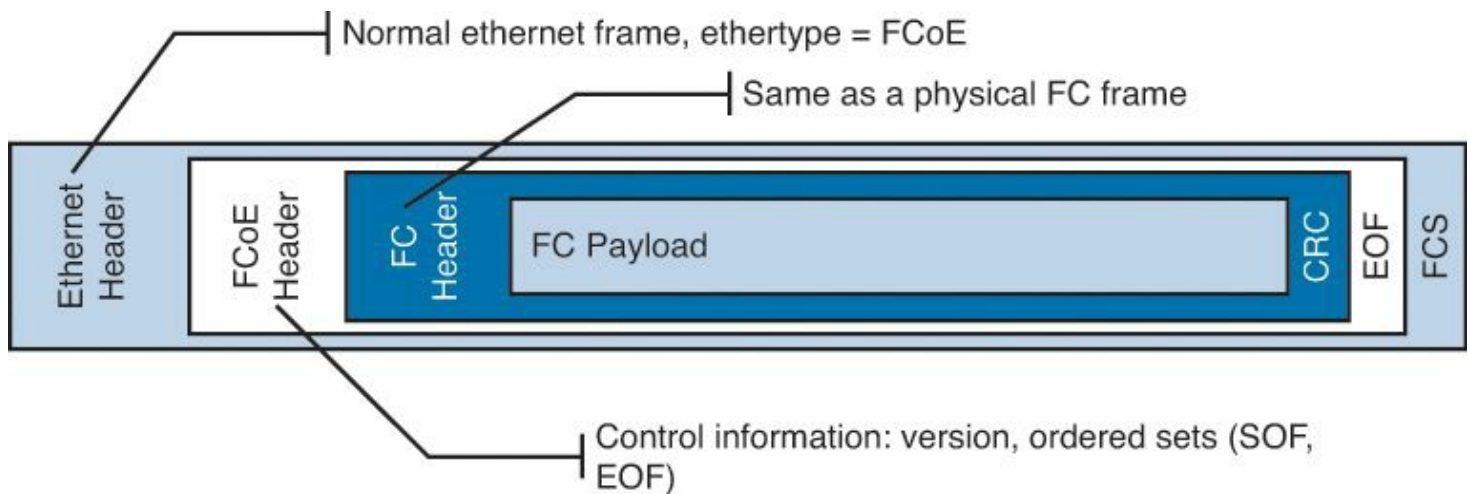 Normal ethernet frame, ethertype = FCoE
Same as a physical FC frame
Ethernet
Header
FCoE
Header
FC
Header
FC Payload
CRC
EOF
FCS
Control information: version, ordered sets (SOF,
EOF)